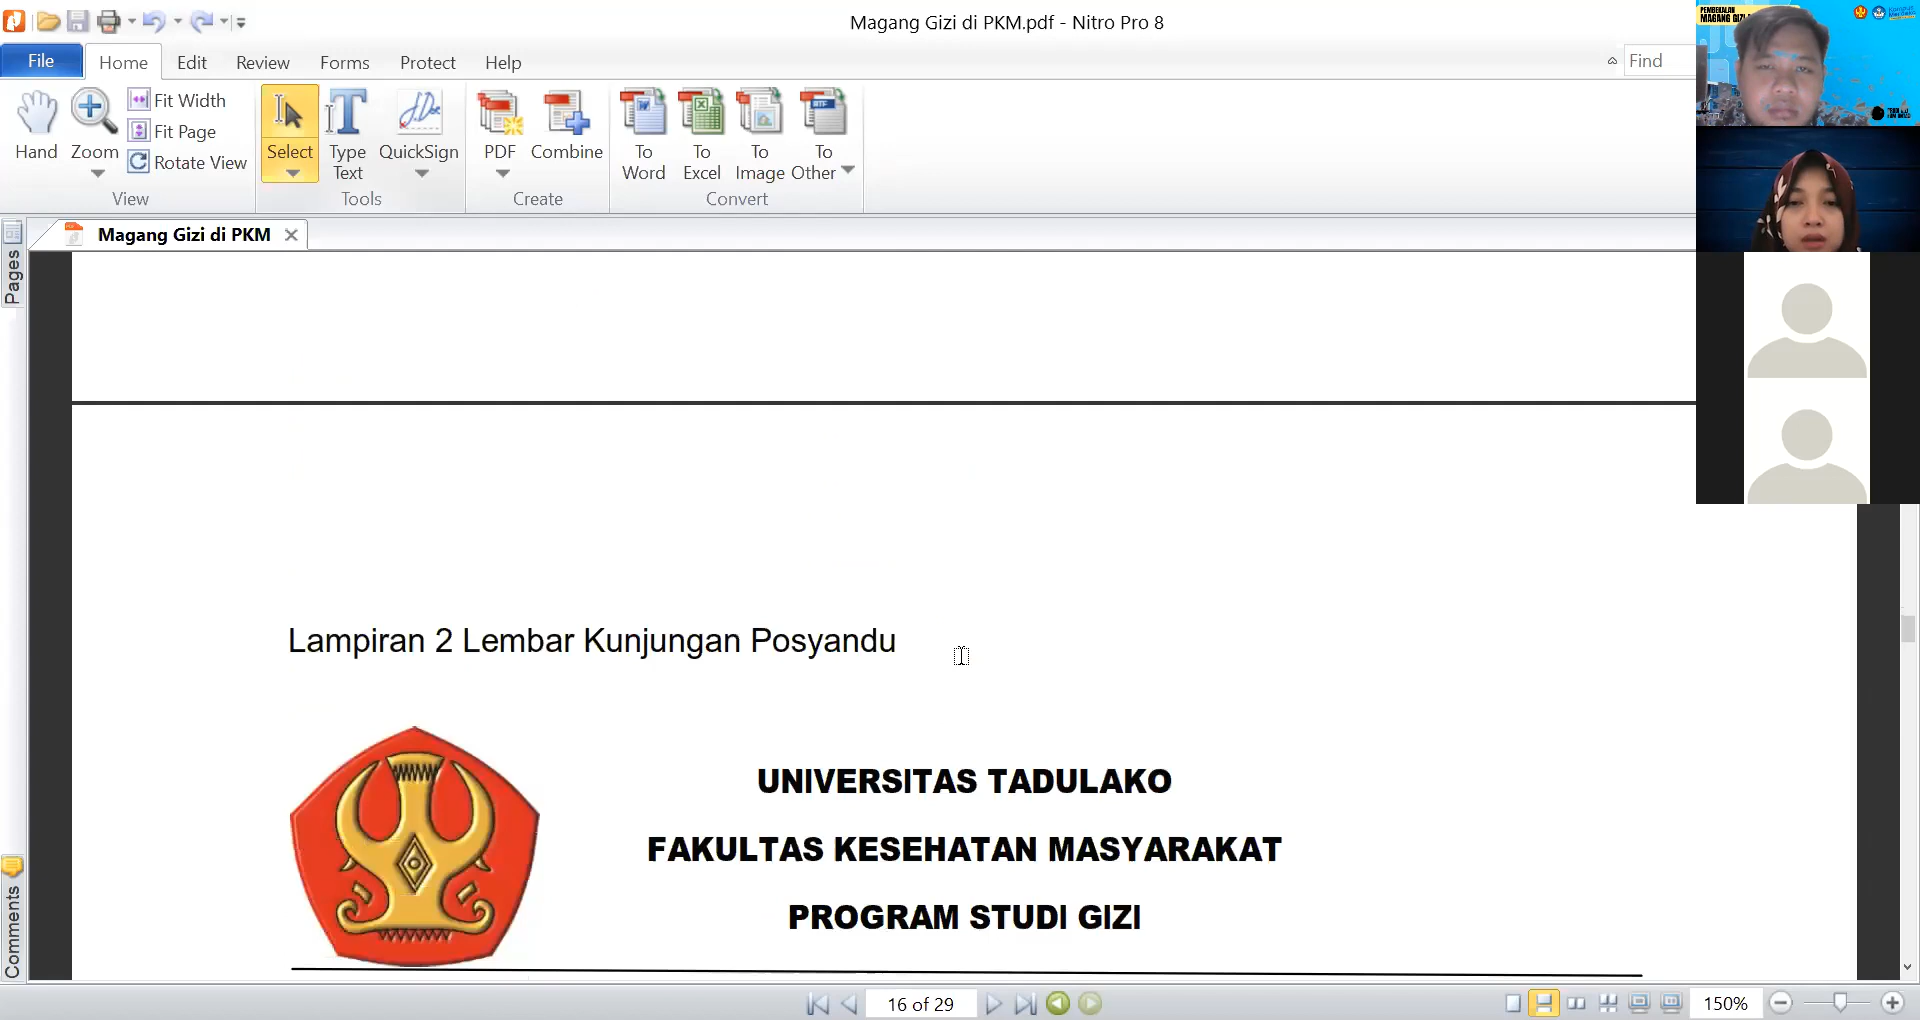 Magang Gizi di PKM.pdf - Nitro Pro 8
File
Home
Edit
Review
Forms
Protect
Help
Find
Hand
Zoom
Fit Width
Fit Page
Rotate View
View
Select
Type
Text
QuickSign
Tools
PDF
Combine
Create
To
Word
To
Excel
To
Image
To
Other
Convert
PEMBEKALAN
MAGANG GIZI
Magang Gizi di PKM
Pages
Lampiran 2 Lembar Kunjungan Posyandu
UNIVERSITAS TADULAKO
FAKULTAS KESEHATAN MASYARAKAT
PROGRAM STUDI GIZI
Comments
16 of 29
150%